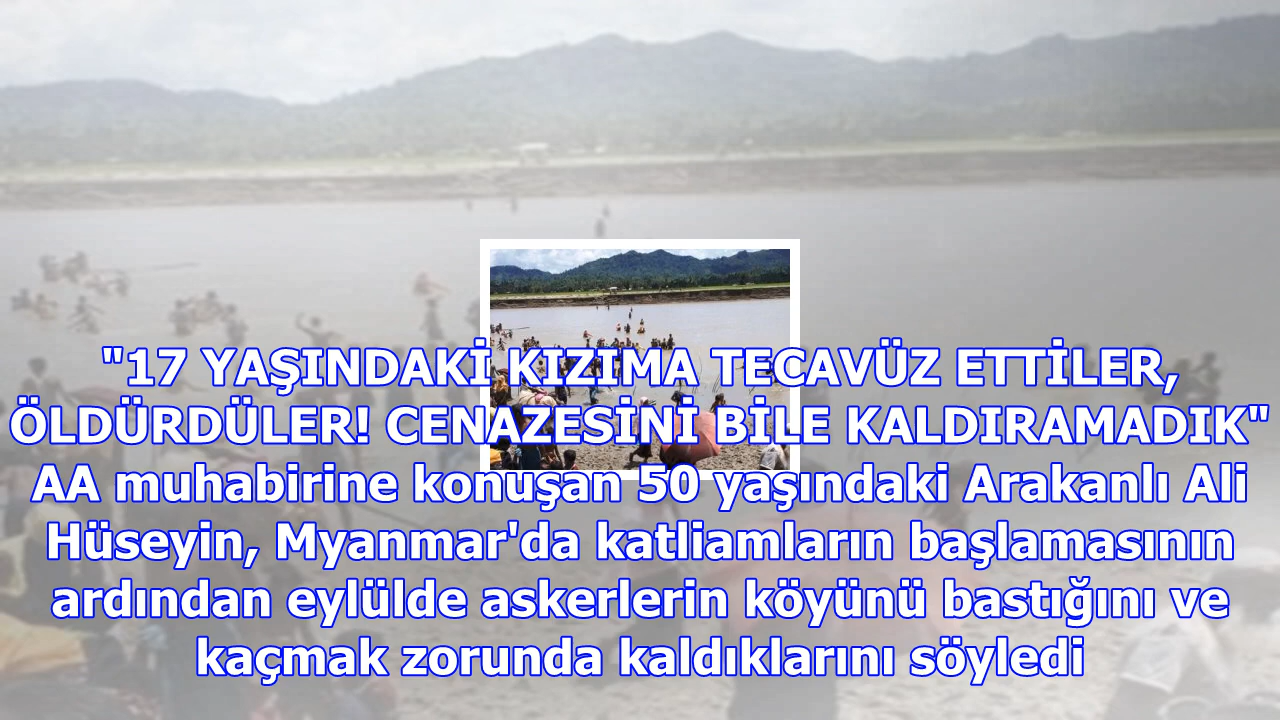 "17 YAŞINDAKİ KIZIMA TECAVÜZ ETTİLER,
ÖLDÜRDÜLER! CENAZESİNİ BİLE KALDIRAMADIK"
AA muhabirine konuşan 50 yaşındaki Arakanlı Ali
Hüseyin, Myanmar'da katliamların başlamasının
ardından eylülde askerlerin köyünü bastığını ve
kaçmak zorunda kaldıklarını söyledi